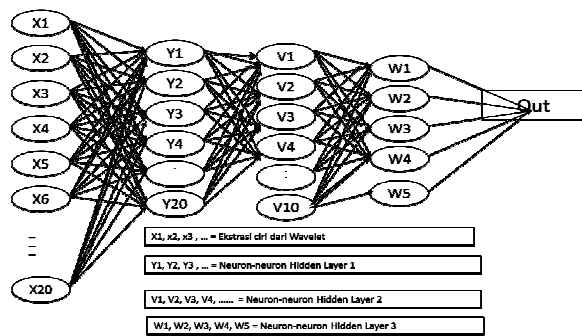 X1
X2
X3
X4
X5
X6
X20
Y1
Y2
Y3
Y4
:
Y20
V1
V2
V3
V4
:
V10
W1
W2
W3
W4
W5
Out
X1, x2, x3 , ... = Ekstrasi ciri dari Wavelet
Y1, Y2, Y3 , ... = Neuron-neuron Hidden Layer 1
V1, V2, V3, V4, ...... = Neuron-neuron Hidden Layer 2
W1, W2, W3, W4, W5 = Neuron-neuron Hidden Layer 3